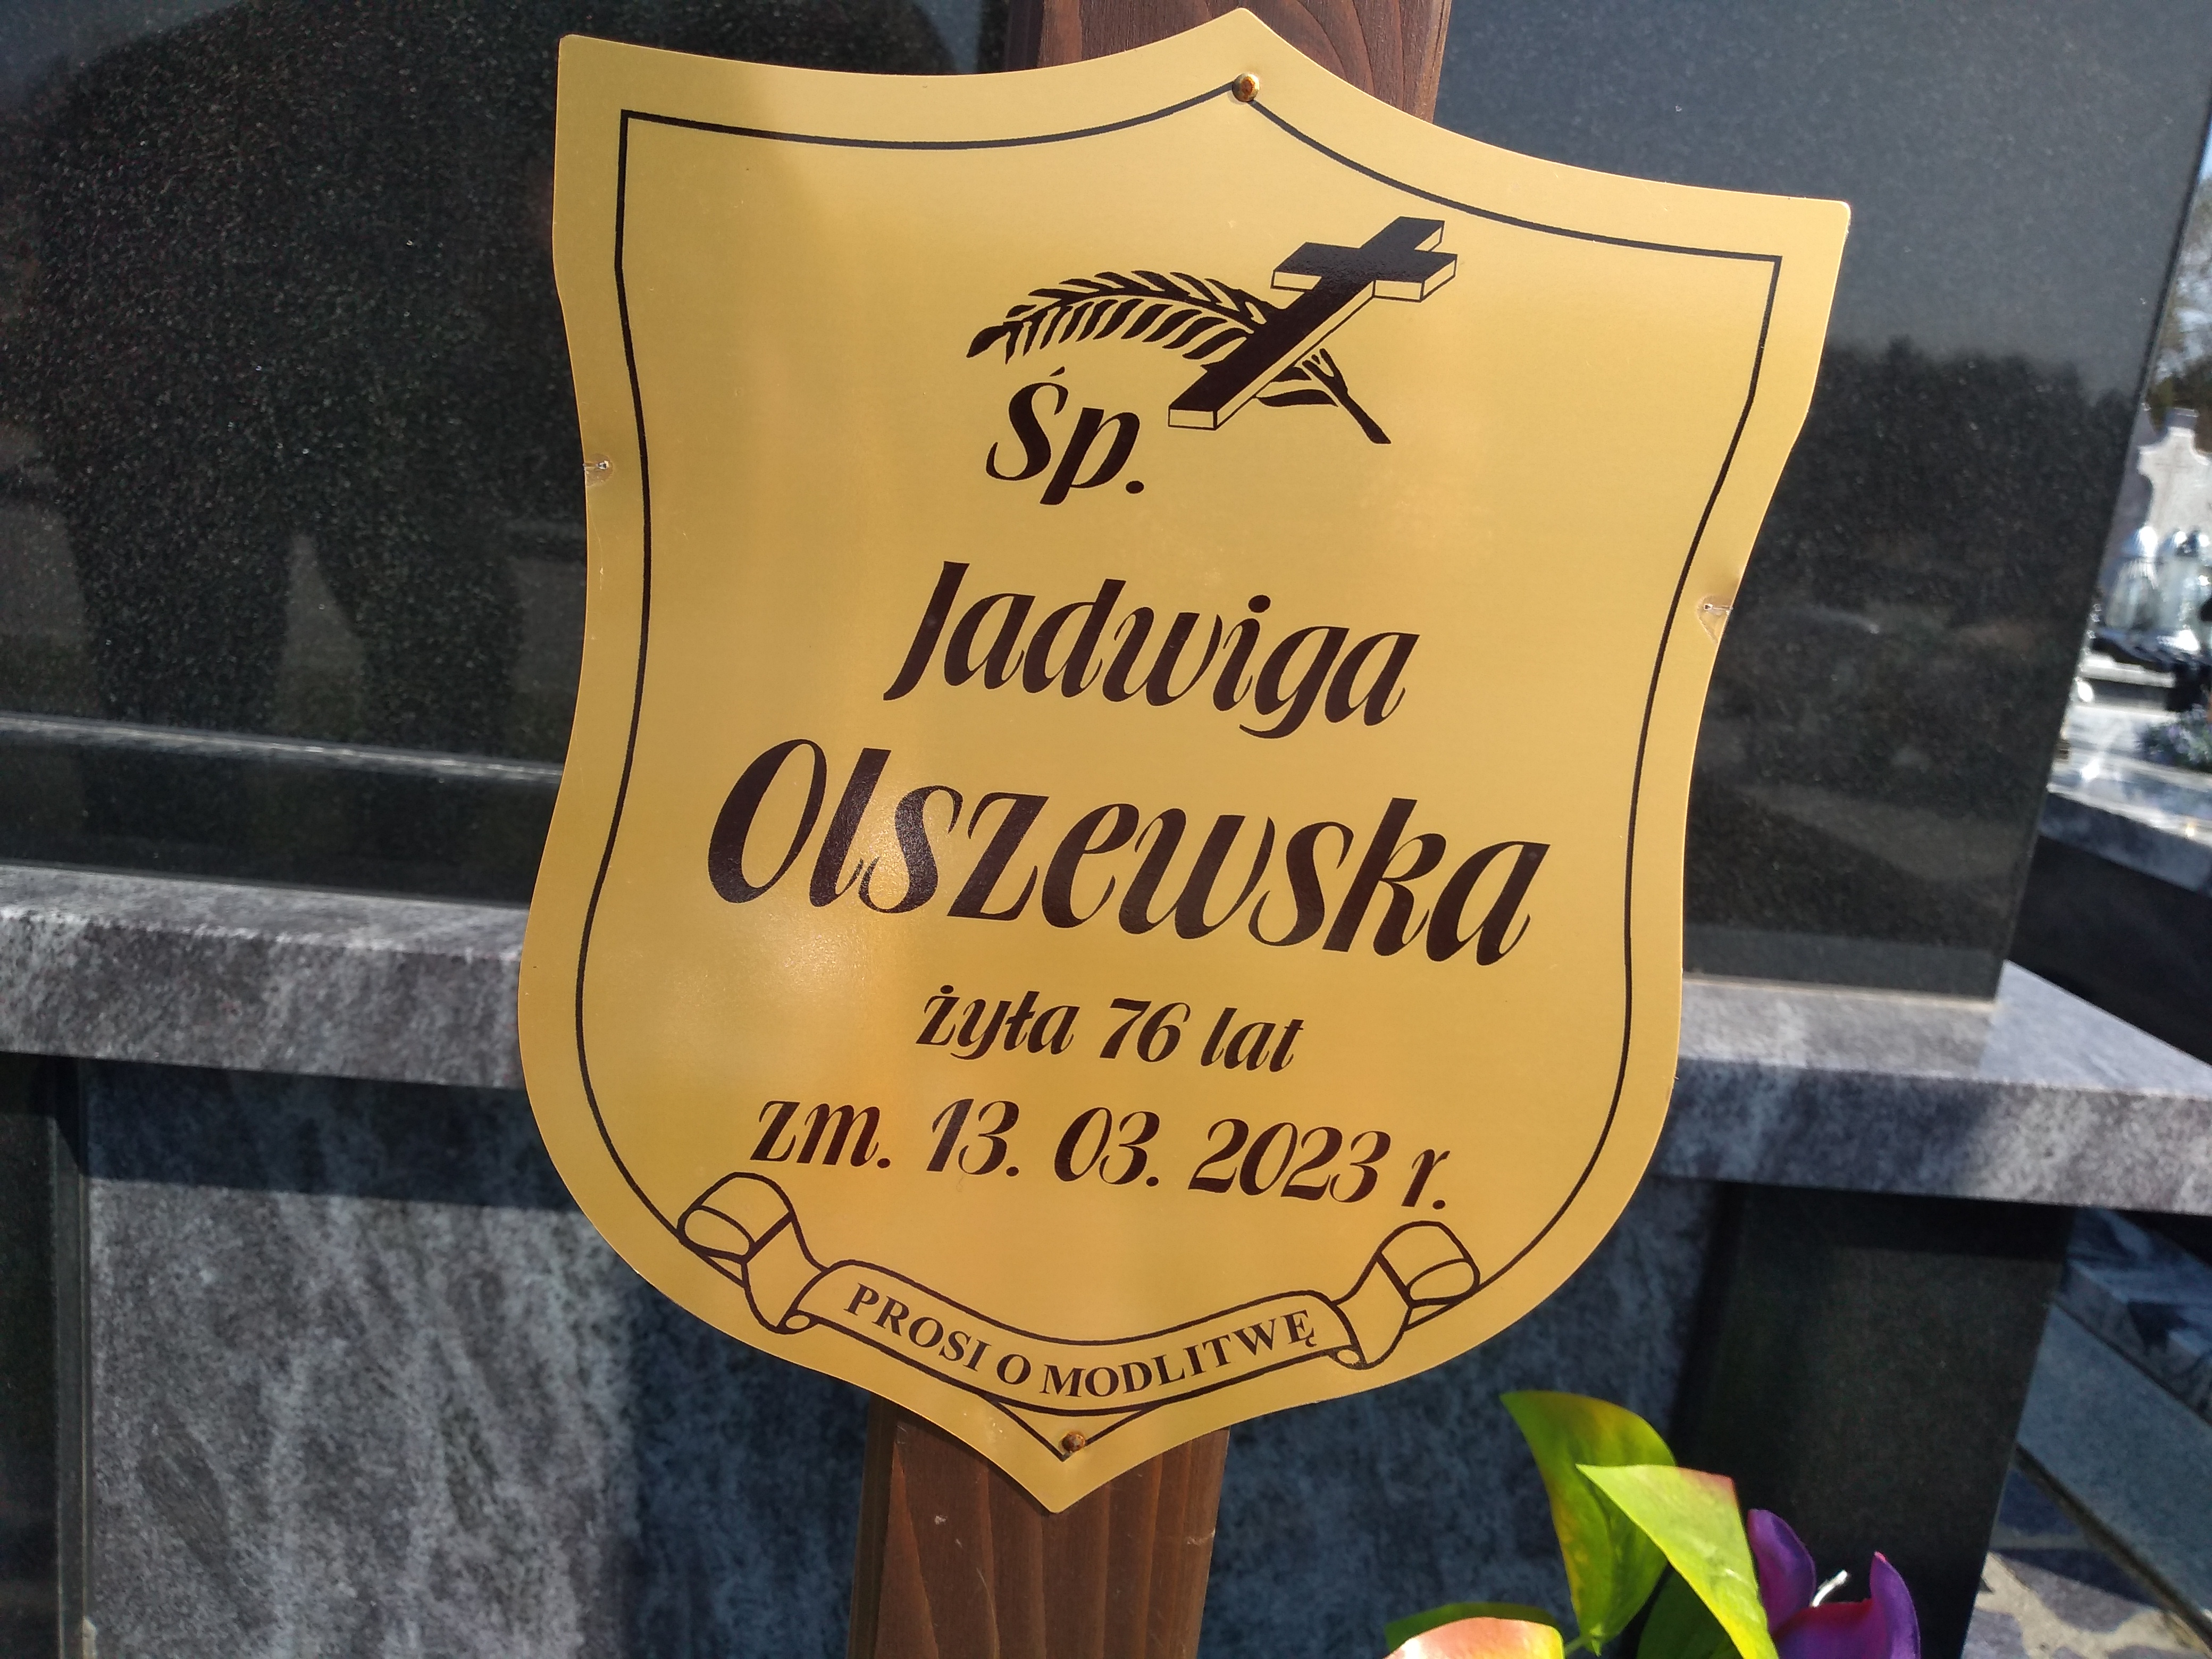 Śp.
Jadwiga
Olszewska
żyła 76 lat
zm. 13. 03. 2023 r.
PROSI O MODLITWĘ